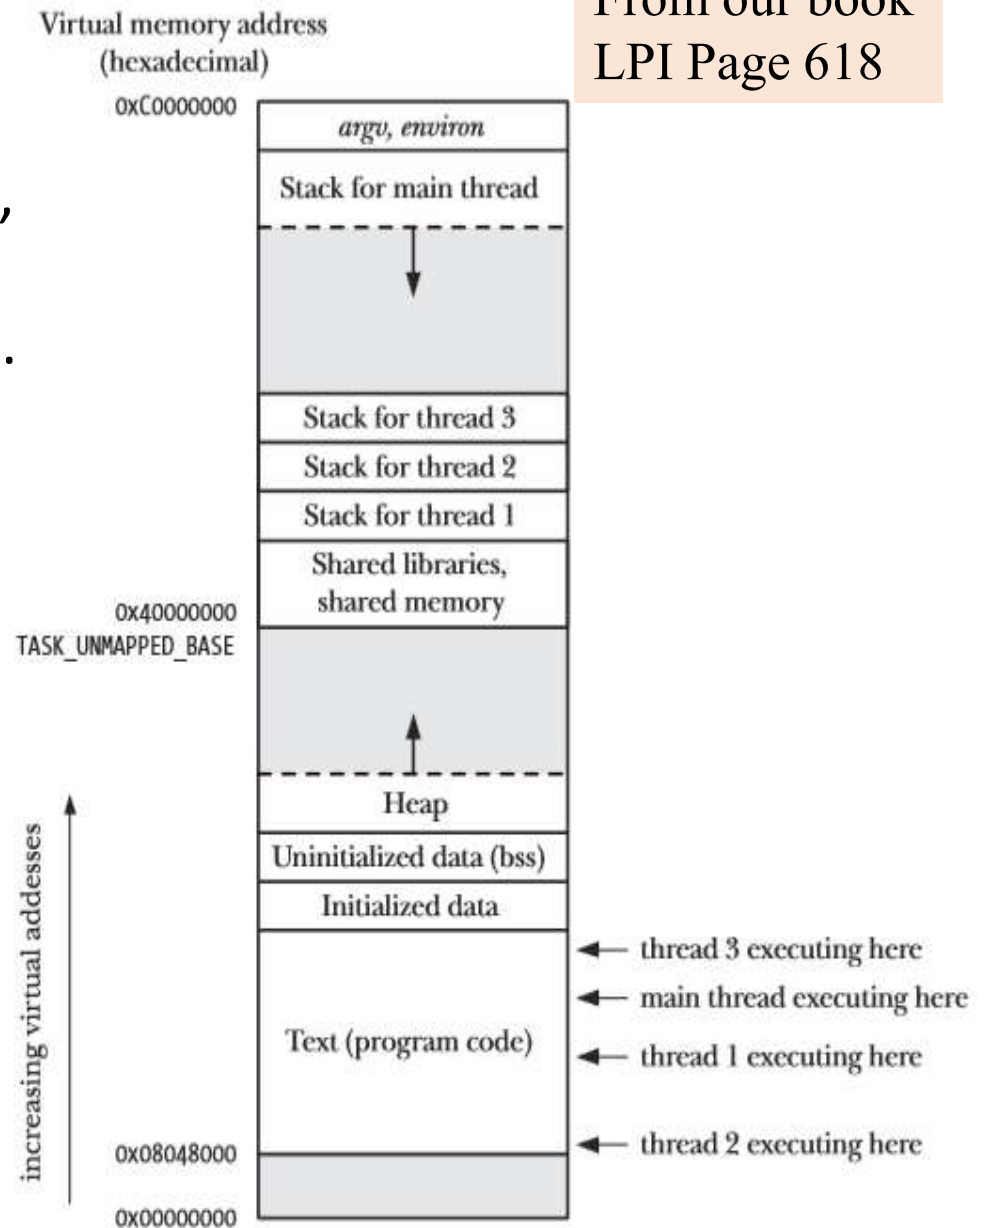 From our book
LPI Page 618
Virtual memory address
(hexadecimal)
0xC0000000
argv, environ
Stack for main thread
,
.
Stack for thread 3
Stack for thread 2
Stack for thread 1
Shared libraries,
shared memory
0x40000000
TASK_UNMAPPED_BASE
Heap
Uninitialized data (bss)
Initialized data
increasing virtual addesses
thread 3 executing here
main thread executing here
Text (program code)
thread 1 executing here
thread 2 executing here
0x08048000
0x00000000